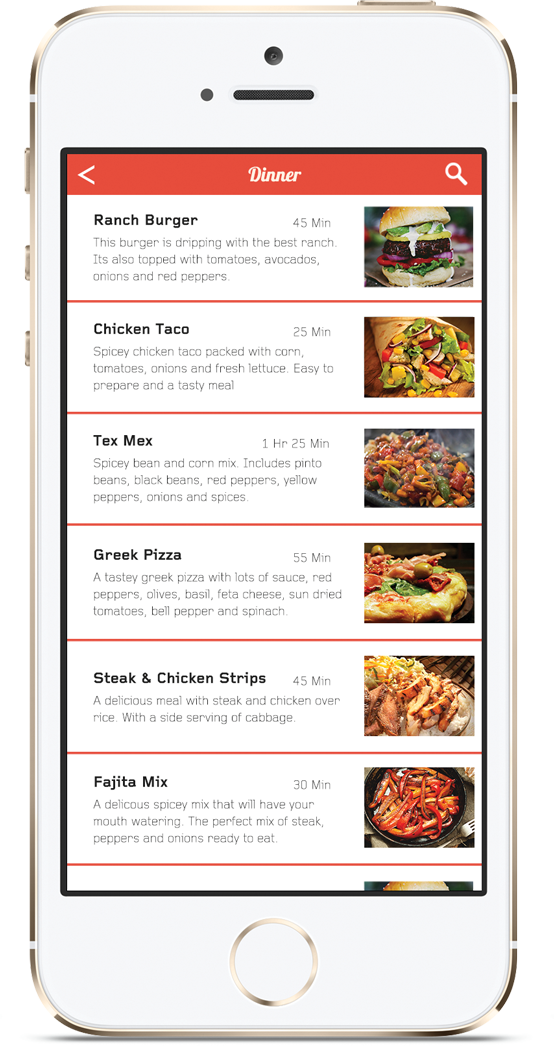 Dinner
Ranch Burger 45 Min
This burger is dripping with the best ranch.
Its also topped with tomatoes, avocados,
onions and red peppers.
Chicken Taco 25 Min
Spicey chicken taco packed with corn,
tomatoes, onions and fresh lettuce. Easy to
prepare and a tasty meal
Tex Mex 1 Hr 25 Min
Spicey bean and corn mix. Includes pinto
beans, black beans, red peppers, yellow
peppers, onions and spices.
Greek Pizza 55 Min
A tastey greek pizza with lots of sauce, red
peppers, olives, basil, feta cheese, sun dried
tomatoes, bell pepper and spinach.
Steak & Chicken Strips 45 Min
A delicious meal with steak and chicken over
rice. With a side serving of cabbage.
Fajita Mix 30 Min
A delicous spicey mix that will have your
mouth watering. The perfect mix of steak,
peppers and onions ready to eat.